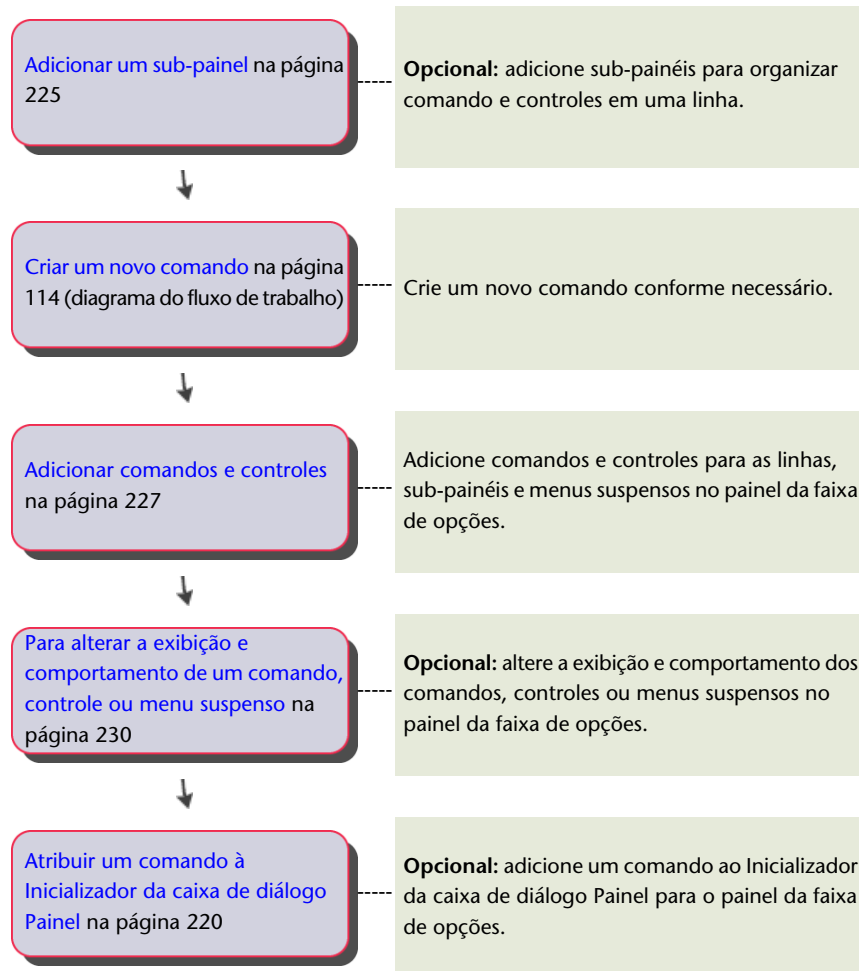 Adicionar um sub-painel na página
225
Opcional: adicione sub-painéis para organizar
comando e controles em uma linha.
Criar um novo comando na página
114 (diagrama do fluxo de trabalho)
Crie um novo comando conforme necessário.
Adicionar comandos e controles
na página 227
Adicione comandos e controles para as linhas,
sub-painéis e menus suspensos no painel da faixa
de opções.
Para alterar a exibição e
comportamento de um comando,
controle ou menu suspenso na
página 230
Opcional: altere a exibição e comportamento dos
comandos, controles ou menus suspensos no
painel da faixa de opções.
Atribuir um comando à
Inicializador da caixa de diálogo
Painel na página 220
Opcional: adicione um comando ao Inicializador
da caixa de diálogo Painel para o painel da faixa
de opções.